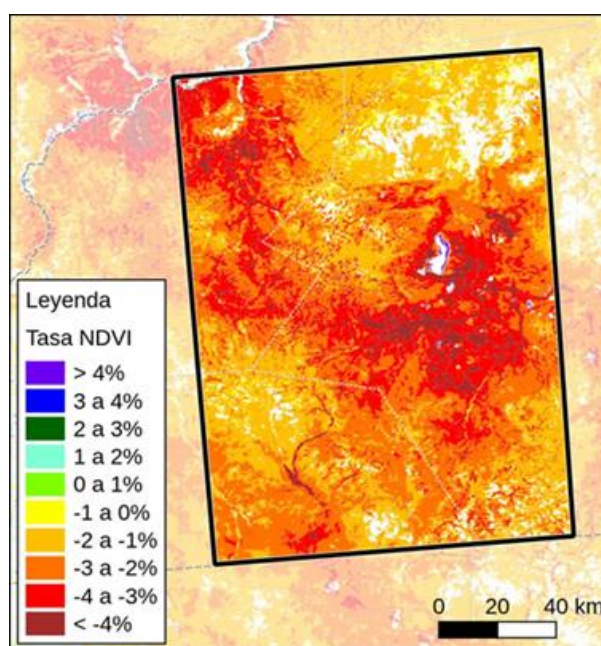 Leyenda
Tasa NDVI
> 4%
3 a 4%
2 a 3%
1 a 2%
0 a 1%
-1 a 0%
-2 a -1%
-3 a -2%
-4 a -3%
< -4%
0 20 40 km